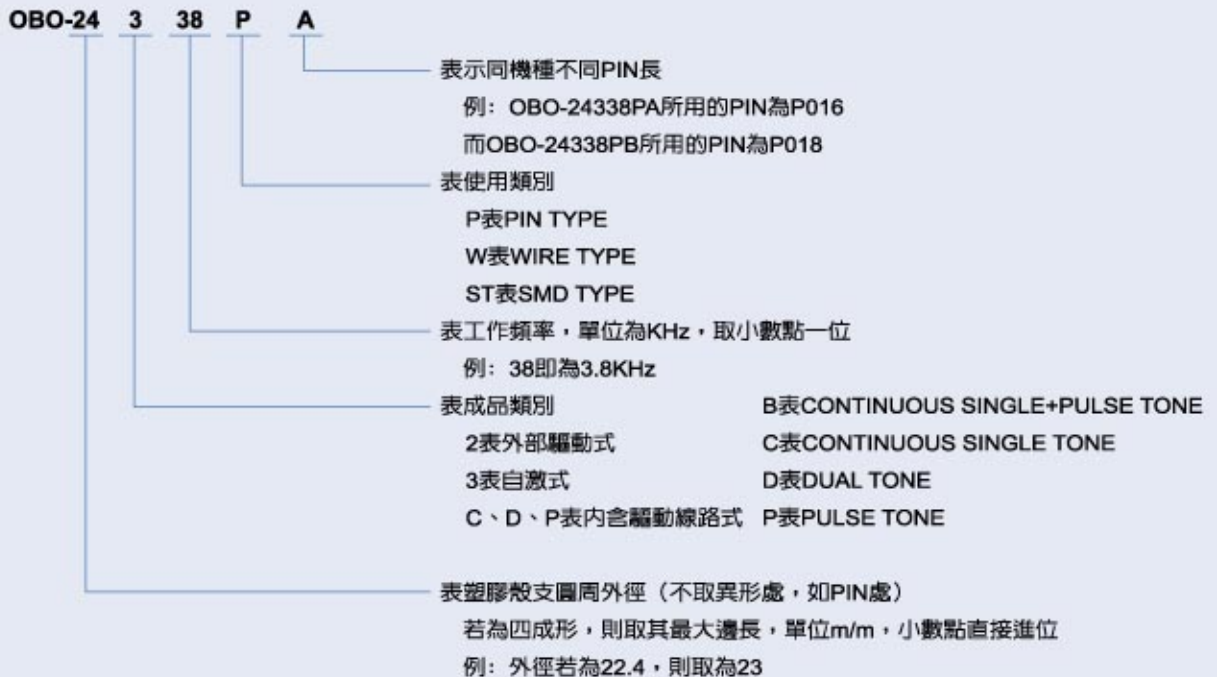 OBO-24 3 38 P A
表示同機種不同PIN長
例：OBO-24338PA所用的PIN為P016
而OBO-24338PB所用的PIN為P018
表使用類別
P表PIN TYPE
W表WIRE TYPE
ST表SMD TYPE
表工作頻率，單位為KHz，取小數點一位
例：38即為3.8KHz
表成品類別 B表CONTINUOUS SINGLE+PULSE TONE
2表外部驅動式 C表CONTINUOUS SINGLE TONE
3表自激式 D表DUAL TONE
C、D、P表內含驅動線路式 P表PULSE TONE
表塑膠殼支圓周外徑（不取異形處，如PIN處）
若為四成形，則取其最大邊長，單位m/m，小數點直接進位
例：外徑若為22.4，則取為23